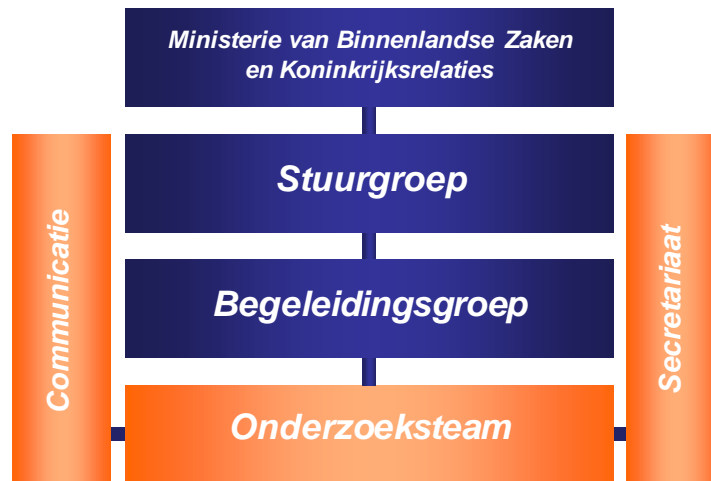 Ministerie van Binnenlandse Zaken
en Koninkrijksrelaties
Stuurgroep
Begeleidingsgroep
Onderzoeksteam
Communicatie
Secretariaat